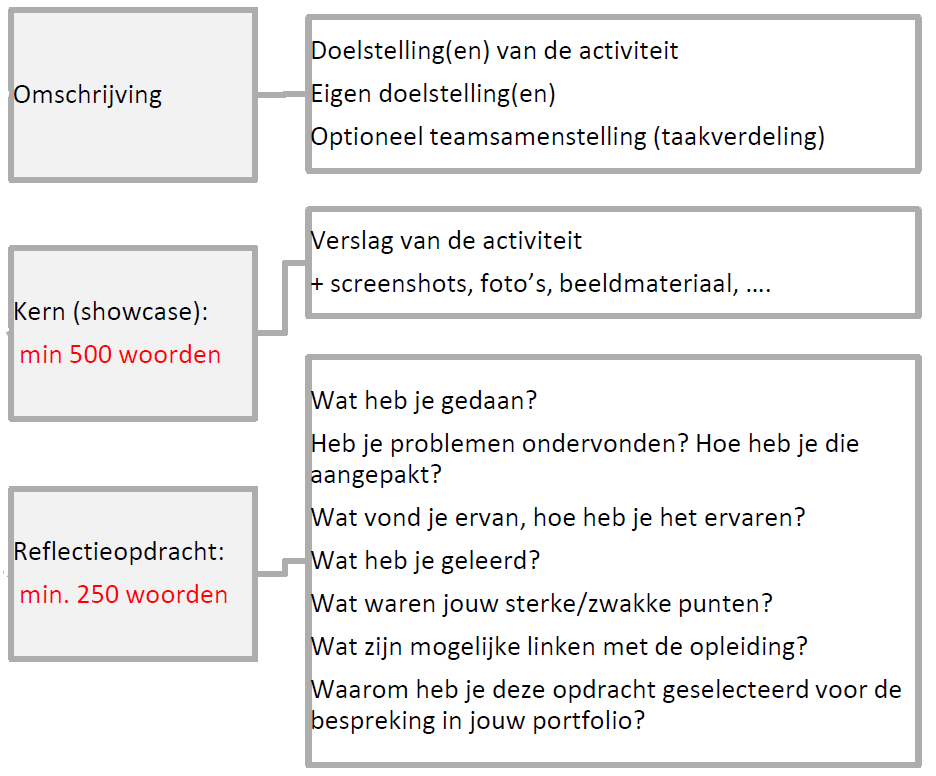 Omschrijving
Doelstelling(en) van de activiteit
Eigen doelstelling(en)
Optioneel teamsamenstelling (taakverdeling)
Kern (showcase):
min 500 woorden
Verslag van de activiteit
+ screenshots, foto’s, beeldmateriaal, ….
Reflectieopdracht:
min. 250 woorden
Wat heb je gedaan?
Heb je problemen ondervonden? Hoe heb je die
aangepakt?
Wat vond je ervan, hoe heb je het ervaren?
Wat heb je geleerd?
Wat waren jouw sterke/zwakke punten?
Wat zijn mogelijke linken met de opleiding?
Waarom heb je deze opdracht geselecteerd voor de
bespreking in jouw portfolio?